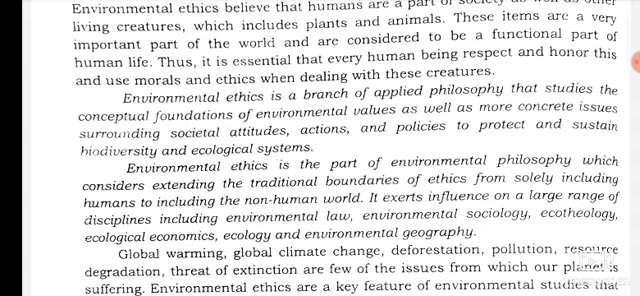 Environmental ethics believe that humans are a part of society as well as other
living creatures, which includes plants and animals. These items are a very
important part of the world and are considered to be a functional part of
human life. Thus, it is essential that every human being respect and honor this
and use morals and ethics when dealing with these creatures.
Environmental ethics is a branch of applied philosophy that studies the
conceptual foundations of environmental values as well as more concrete issues
surrounding societal attitudes, actions, and policies to protect and sustain
biodiversity and ecological systems.
Environmental ethics is the part of environmental philosophy which
considers extending the traditional boundaries of ethics from solely including
humans to including the non-human world. It exerts influence on a large range of
disciplines including environmental law, environmental sociology, ecotheology,
ecological economics, ecology and environmental geography.
Global warming, global climate change, deforestation, pollution, resource
degradation, threat of extinction are few of the issues from which our planet is
suffering. Environmental ethics are a key feature of environmental studies that